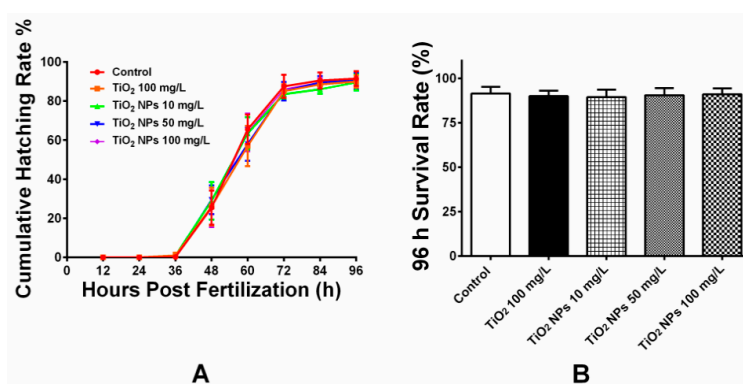 Cumulative Hatching Rate %
100
80
60
40
20
0
Control
TiO2 100 mg/L
TiO2 NPs 10 mg/L
TiO2 NPs 50 mg/L
TiO2 NPs 100 mg/L
0 12 24 36 48 60 72 84 96
Hours Post Fertilization (h)
A
96 h Survival Rate (%)
100
75
50
25
0
Control
TiO2 100 mg/L
TiO2 NPs 10 mg/L
TiO2 NPs 50 mg/L
TiO2 NPs 100 mg/L
B